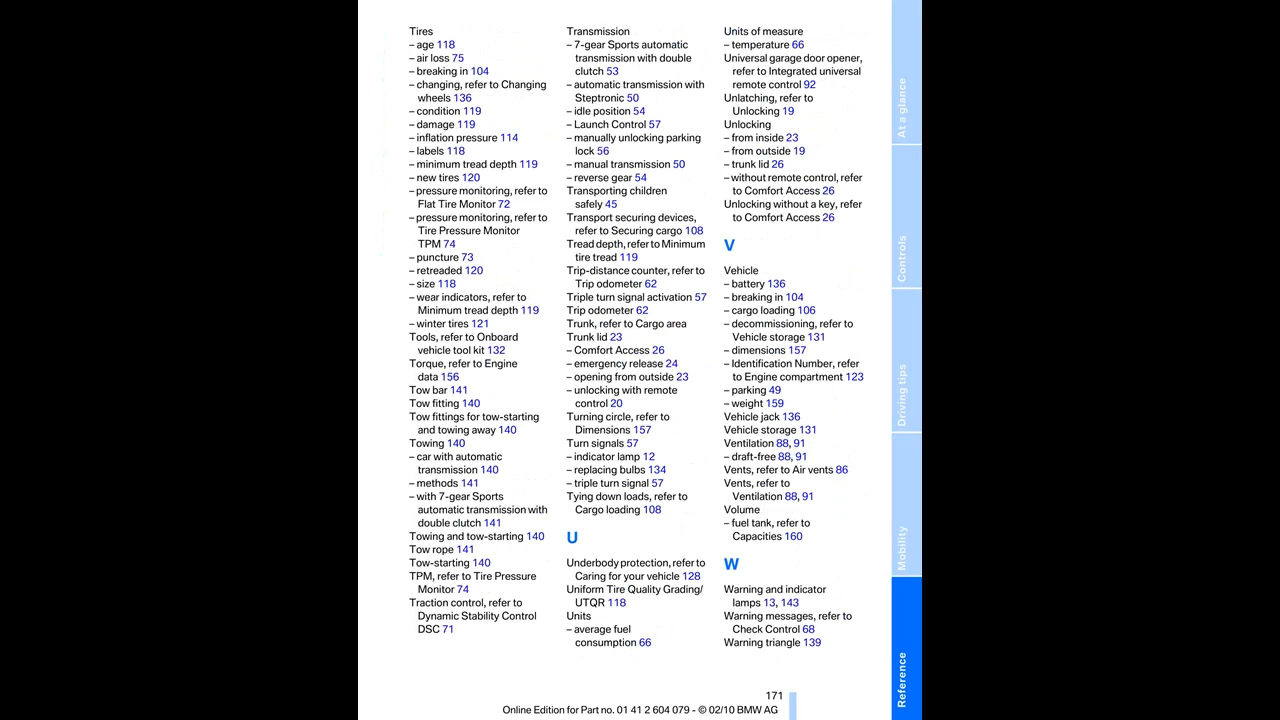 Tires
– age 118
– air loss 75
– breaking in 104
– changing, refer to Changing
wheels 136
– condition 119
– damage 119
– inflation pressure 114
– labels 118
– minimum tread depth 119
– new tires 120
– pressure monitoring, refer to
Flat Tire Monitor 72
– pressure monitoring, refer to
Tire Pressure Monitor
TPM 74
– puncture 73
– retreaded 120
– size 118
– wear indicators, refer to
Minimum tread depth 119
– winter tires 121
Tools, refer to Onboard
vehicle tool kit 132
Torque, refer to Engine
data 156
Tow bar 141
Tow fitting 140
Tow fittings for tow-starting
and towing away 140
Towing 140
– car with automatic
transmission 140
– methods 141
– with 7-gear Sports
automatic transmission with
double clutch 141
Towing and tow-starting 140
Tow rope 141
Tow-starting 140
TPM, refer to Tire Pressure
Monitor 74
Traction control, refer to
Dynamic Stability Control
DSC 71
Transmission
– 7-gear Sports automatic
transmission with double
clutch 53
– automatic transmission with
Steptronic 50
– idle position 54
– Launch Control 57
– manually unlocking parking
lock 56
– manual transmission 50
– reverse gear 54
Transporting children
safely 45
Transport securing devices,
refer to Securing cargo 108
Tread depth, refer to Minimum
tire tread 119
Trip-distance counter, refer to
Trip odometer 62
Triple turn signal activation 57
Trip odometer 62
Trunk, refer to Cargo area
Trunk lid 23
– Comfort Access 26
– emergency release 24
– opening from outside 23
– unlocking with remote
control 20
Turning circle, refer to
Dimensions 157
Turn signals 57
– indicator lamp 12
– replacing bulbs 134
– triple turn signal 57
Tying down loads, refer to
Cargo loading 108
U
Underbody protection, refer to
Caring for your vehicle 128
Uniform Tire Quality Grading/
UTQR 118
Units
– average fuel
consumption 66
Units of measure
– temperature 66
Universal garage door opener,
refer to Integrated universal
remote control 92
Unlatching, refer to
Unlocking 19
Unlocking
– from inside 23
– from outside 19
– trunk lid 26
– without remote control, refer
to Comfort Access 26
Unlocking without a key, refer
to Comfort Access 26
V
Vehicle
– battery 136
– breaking in 104
– cargo loading 106
– decommissioning, refer to
Vehicle storage 131
– dimensions 157
– Identification Number, refer
to Engine compartment 123
– parking 49
– weight 159
Vehicle jack 136
Vehicle storage 131
Ventilation 88, 91
– draft-free 88, 91
Vents, refer to Air vents 86
Vents, refer to
Ventilation 88, 91
Volume
– fuel tank, refer to
Capacities 160
W
Warning and indicator
lamps 13, 143
Warning messages, refer to
Check Control 68
Warning triangle 139
At a glance
Controls
Driving tips
Mobility
Reference
171
Online Edition for Part no. 01 41 2 604 079 - © 02/10 BMW AG